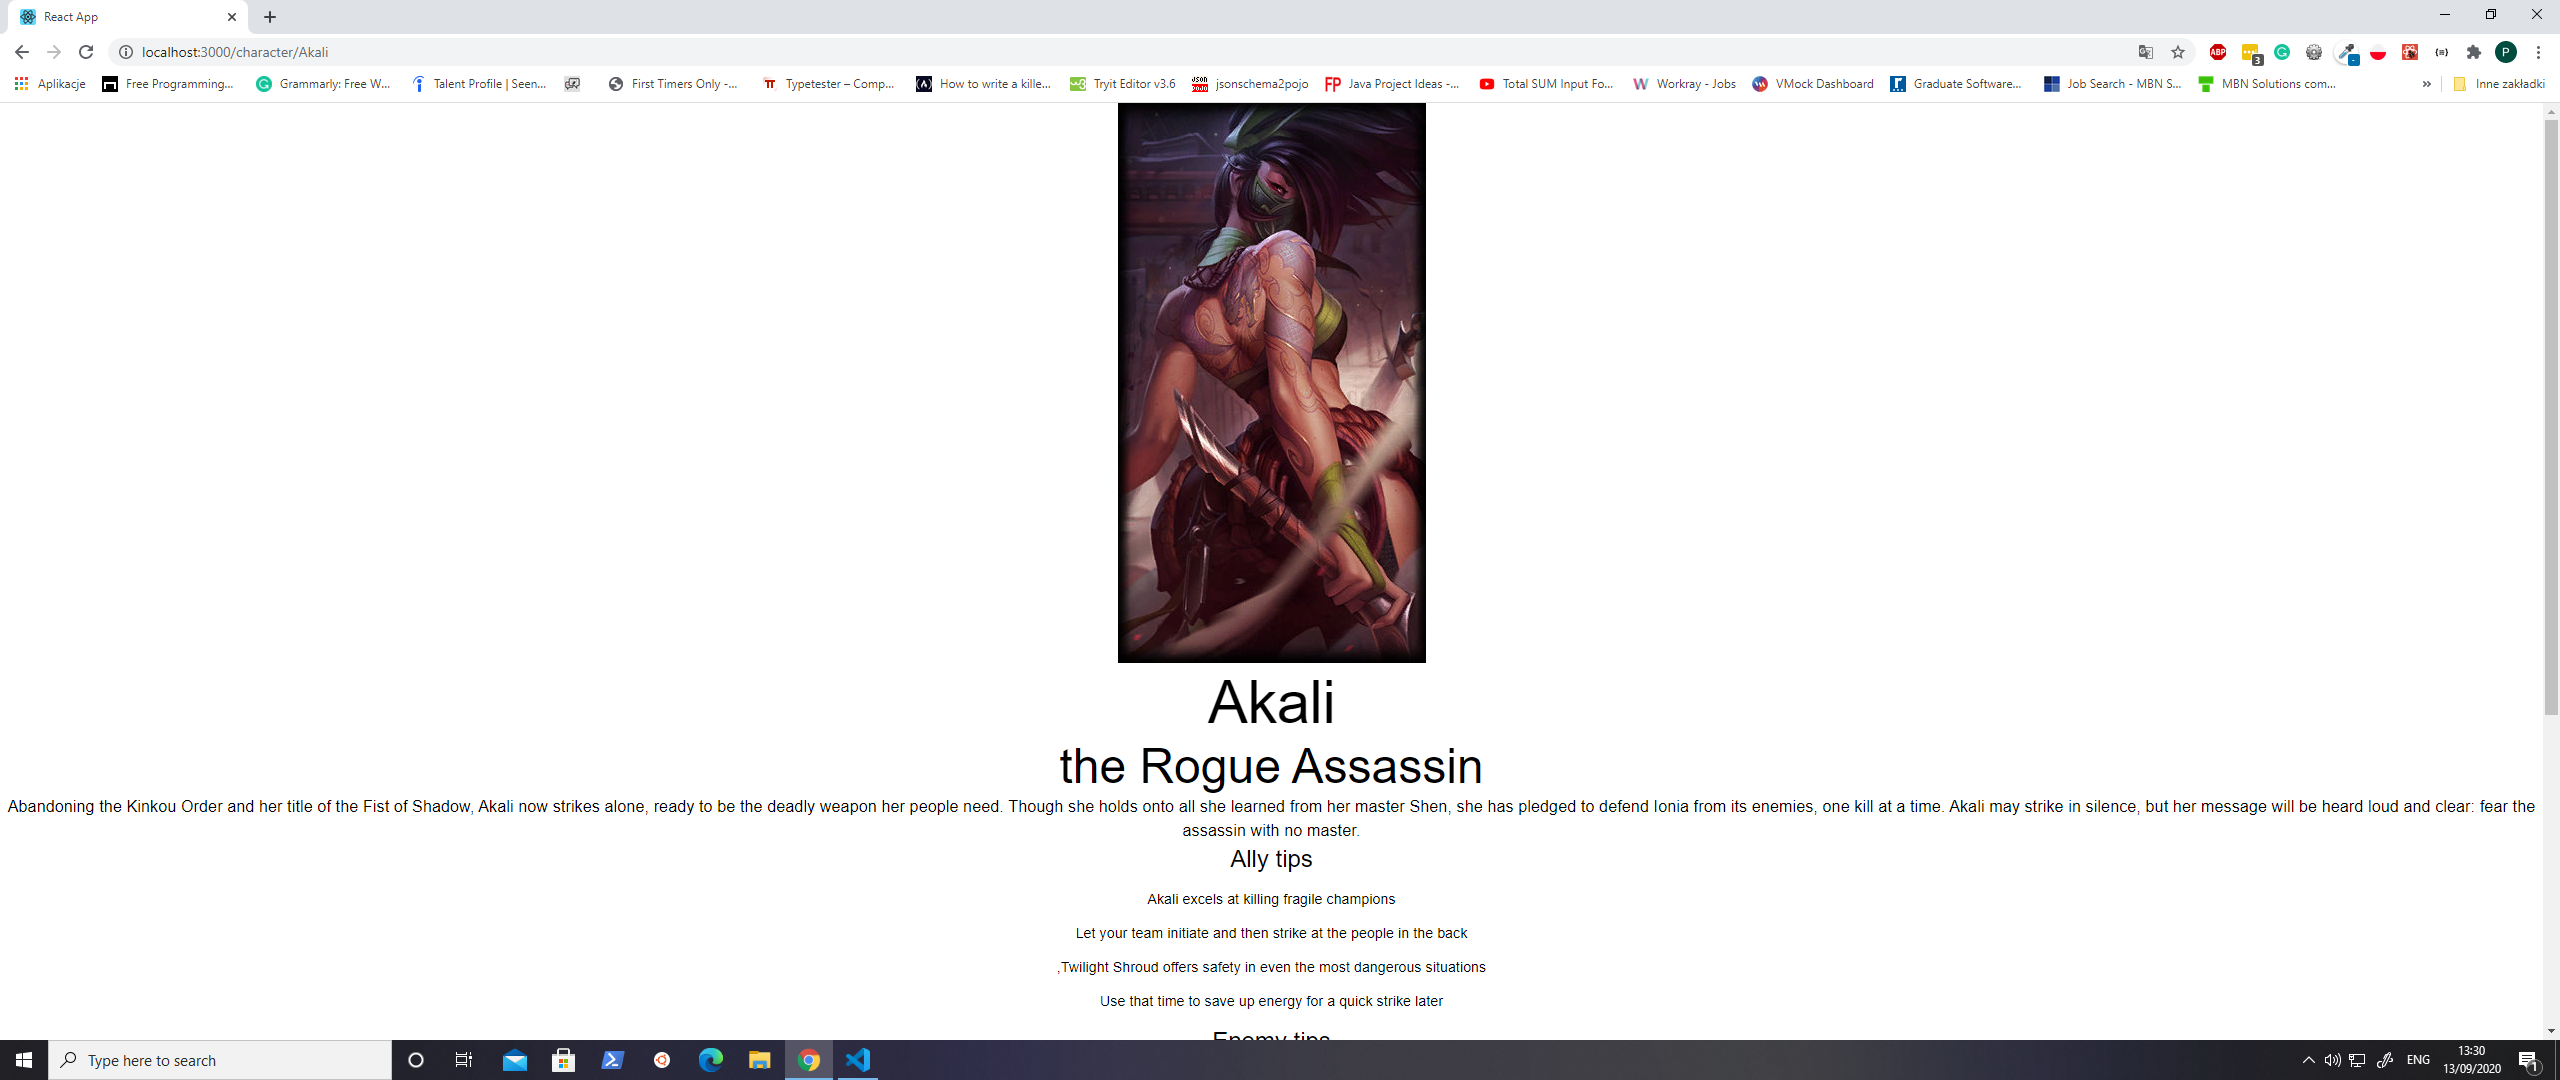 React App
localhost:3000/character/Akali
ABP
3
P
Aplikacje
Free Programming...
Grammarly: Free W...
Talent Profile | Seen...
First Timers Only -...
Typetester – Comp...
How to write a kille...
Tryit Editor v3.6
jsonschema2pojo
Java Project Ideas -...
Total SUM Input Fo...
Workray - Jobs
VMock Dashboard
Graduate Software...
Job Search - MBN S...
MBN Solutions com...
»
Inne zakładki
Akali
the Rogue Assassin
Abandoning the Kinkou Order and her title of the Fist of Shadow, Akali now strikes alone, ready to be the deadly weapon her people need. Though she holds onto all she learned from her master Shen, she has pledged to defend Ionia from its enemies, one kill at a time. Akali may strike in silence, but her message will be heard loud and clear: fear the
assassin with no master.
Ally tips
Akali excels at killing fragile champions
Let your team initiate and then strike at the people in the back
,Twilight Shroud offers safety in even the most dangerous situations
Use that time to save up energy for a quick strike later
Enemy tips
Type here to search
ENG
13:30
13/09/2020
1